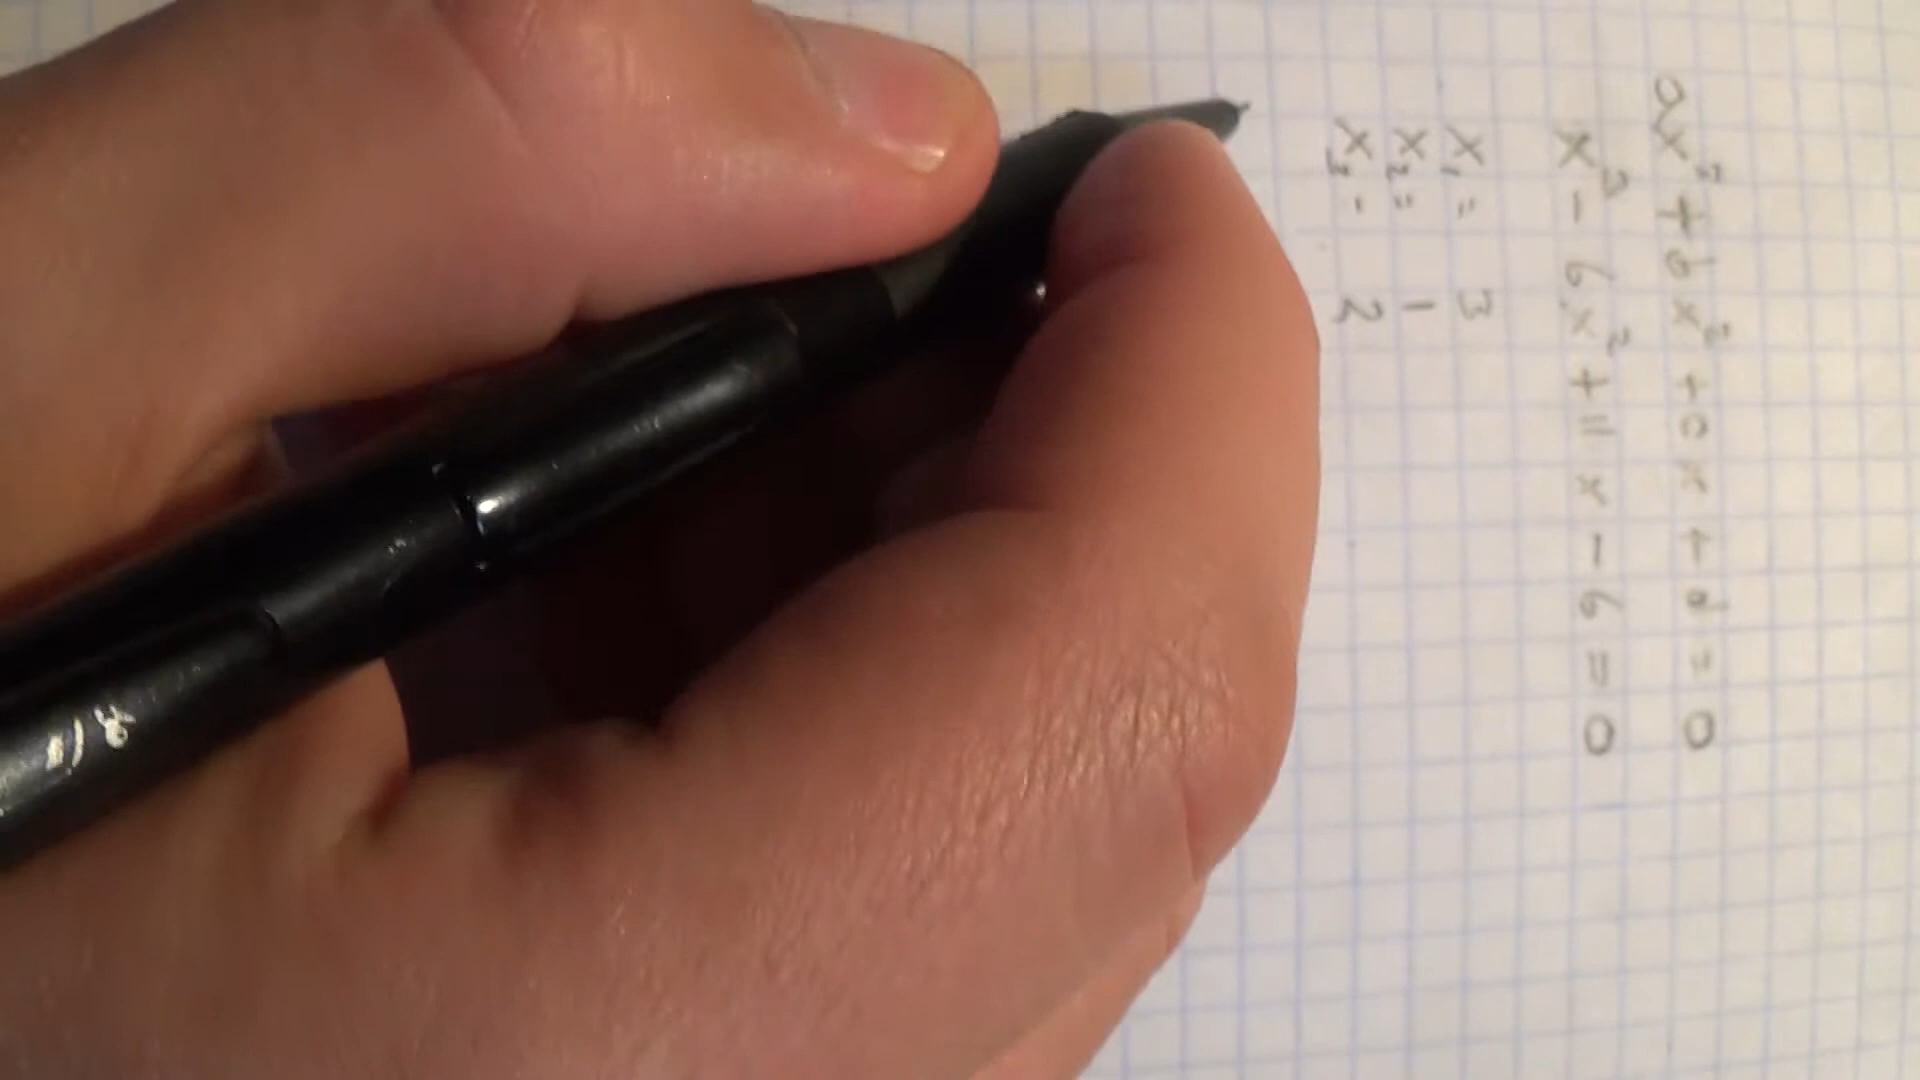 ax³ + bx² + cx + d = 0
x³ - 6x² + 11x - 6 = 0
x₁ = 3
x₂ = 1
x₃ - 2